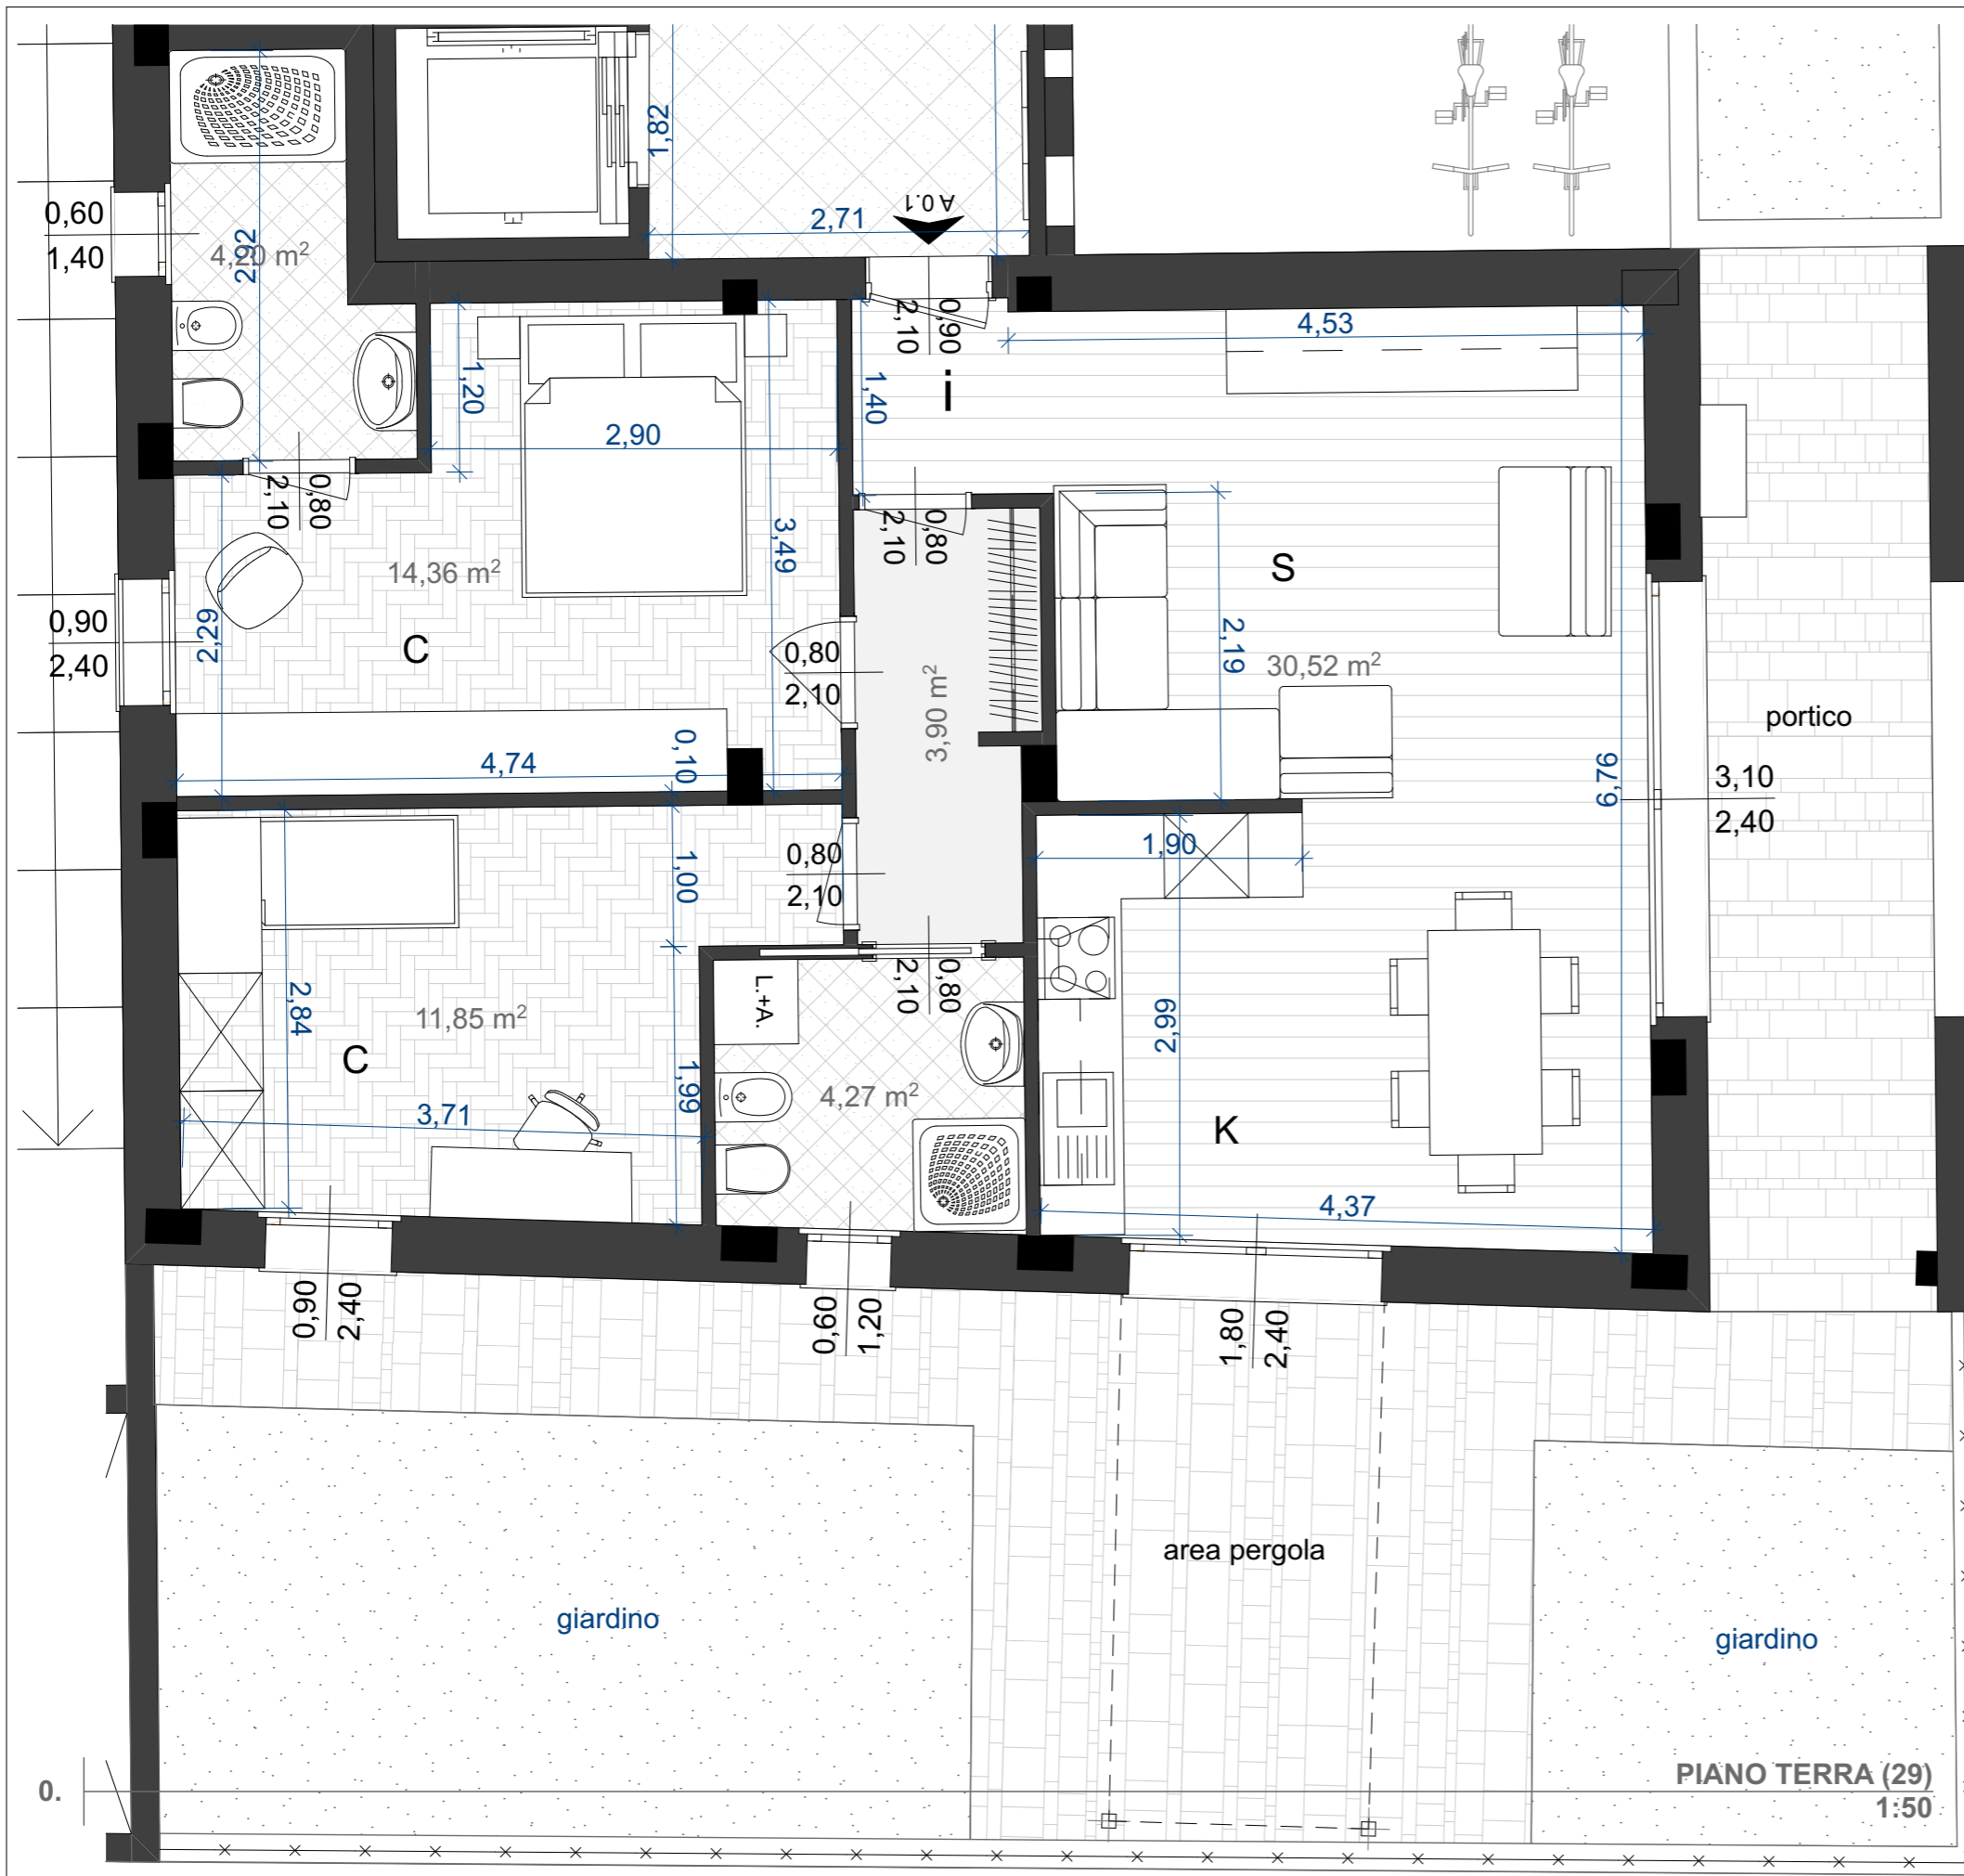 1,82
2,71
A 0.1
0,60
1,40
2,92
4,20 m²
0,90
2,10
i
4,53
1,20
1,40
2,90
0,80
2,10
3,49
0,80
2,10
14,36 m²
S
0,90
2,40
2,29
C
0,80
2,10
2,19
30,52 m²
3,90 m²
portico
4,74
0,10
6,76
3,10
2,40
1,90
1,00
0,80
2,10
2,84
11,85 m²
C
L.+A.
0,80
2,10
2,99
3,71
1,99
4,27 m²
K
4,37
0,90
2,40
0,60
1,20
1,80
2,40
area pergola
giardino
giardino
0.
PIANO TERRA (29)
1:50